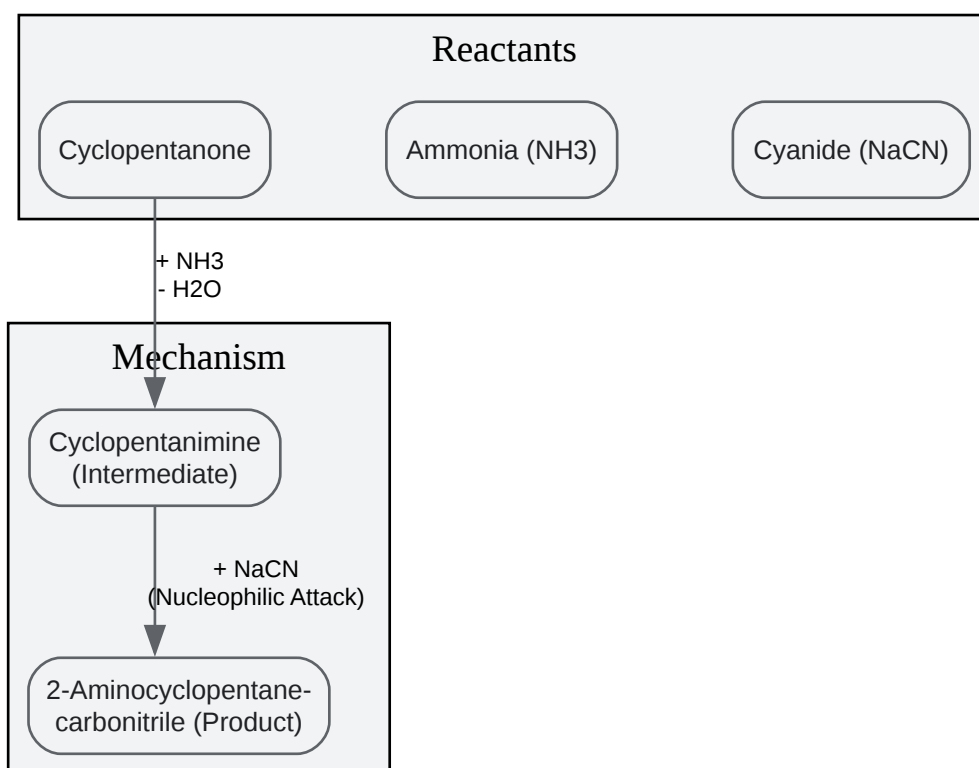 Reactants
Cyclopentanone
Ammonia (NH3)
Cyanide (NaCN)
+ NH3
- H2O
Mechanism
Cyclopentanimine
(Intermediate)
+ NaCN
(Nucleophilic Attack)
2-Aminocyclopentane-
carbonitrile (Product)